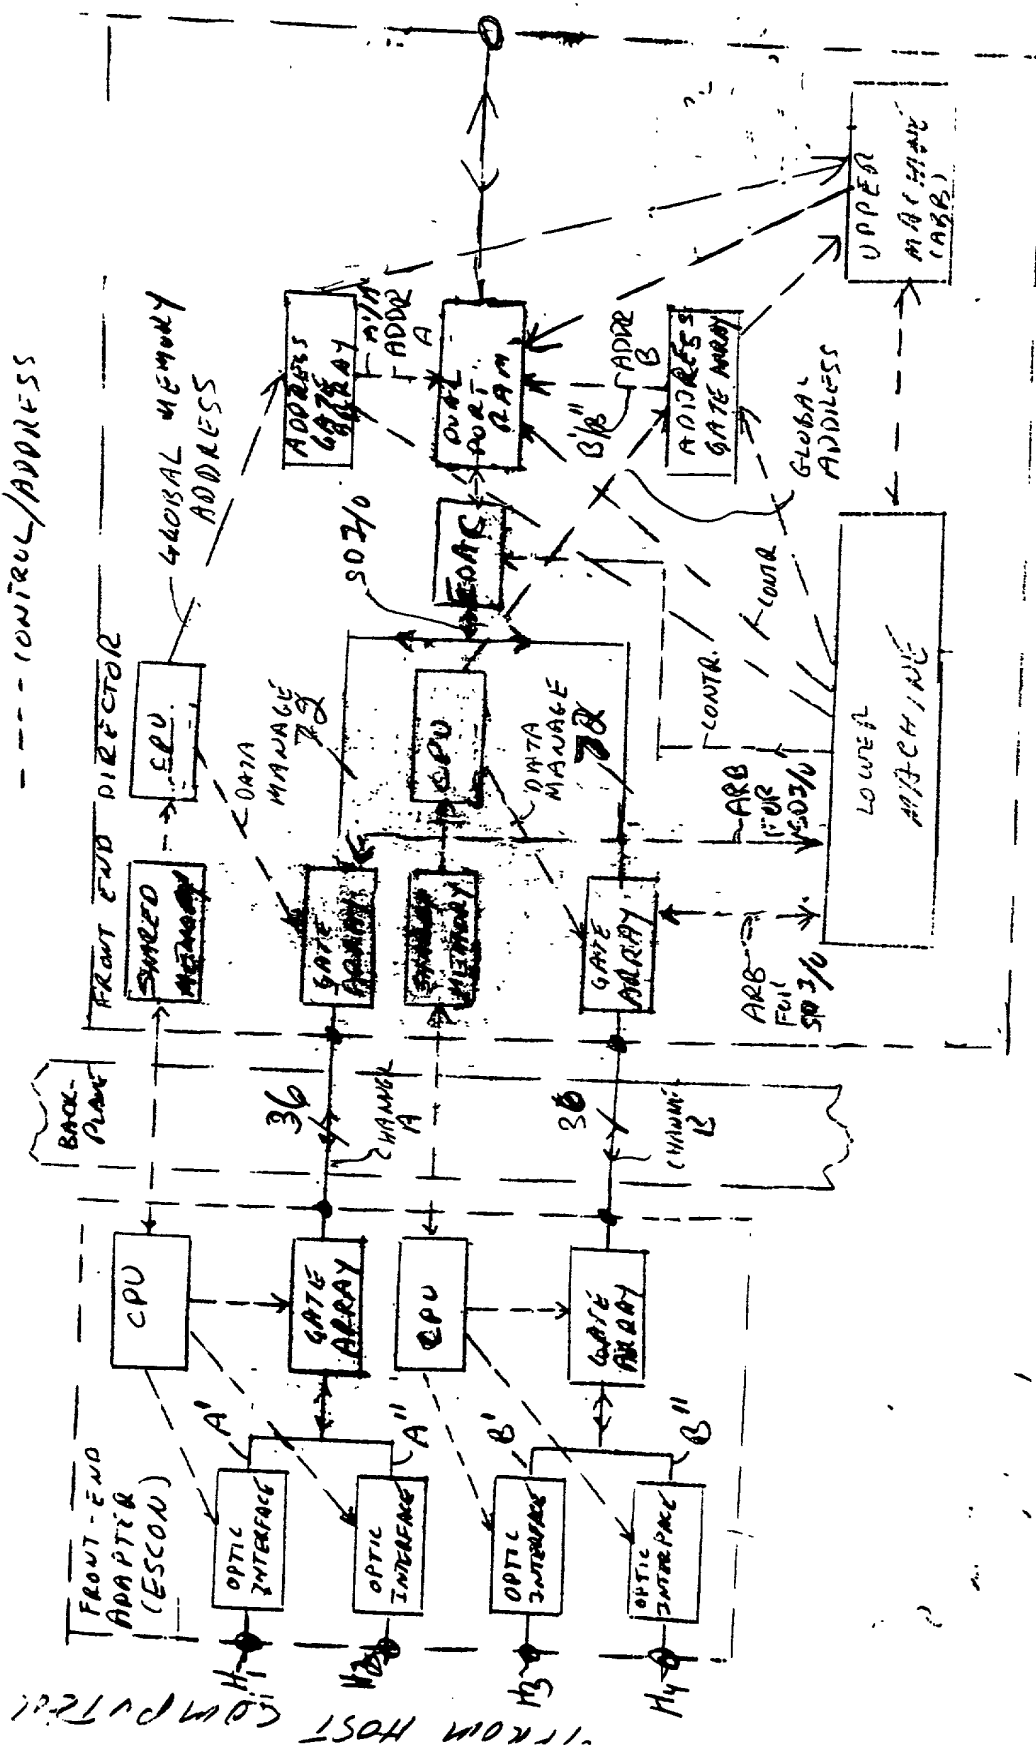 ---- CONTROL/ADDRESS
FRONT END DIRECTOR
GLOBAL MEMORY
ADDRESS
SHARED
MEMORY
CPU
ADDRESS
GATE
ARRAY
A'/A"
ADDR
A
DATA
MANAGE
72
GATE
ARRAY
SHARED
MEMORY
CPU
80 I/O
EDAC
DUAL
PORT
RAM
DATA
MANAGE
72
GATE
ARRAY
B'/B"
ADDR
B
ADDRESS
GATE ARRAY
GLOBAL
ADDRESS
CONTR.
CONTR
ARB
FOR
SD I/O
ARB
FOR
SD I/O
LOWER
MACHINE
UPPER
MACHINE
(ARB)
BACK-
PLANE
36
CHANNEL
A
36
CHANNEL
B
FRONT-END
ADAPTER
(ESCON)
CPU
GATE
ARRAY
CPU
GATE
ARRAY
A'
A"
B'
B"
OPTIC
INTERFACE
OPTIC
INTERFACE
OPTIC
INTERFACE
OPTIC
INTERFACE
H1
H2
H3
H4
FROM HOST COMPUTER